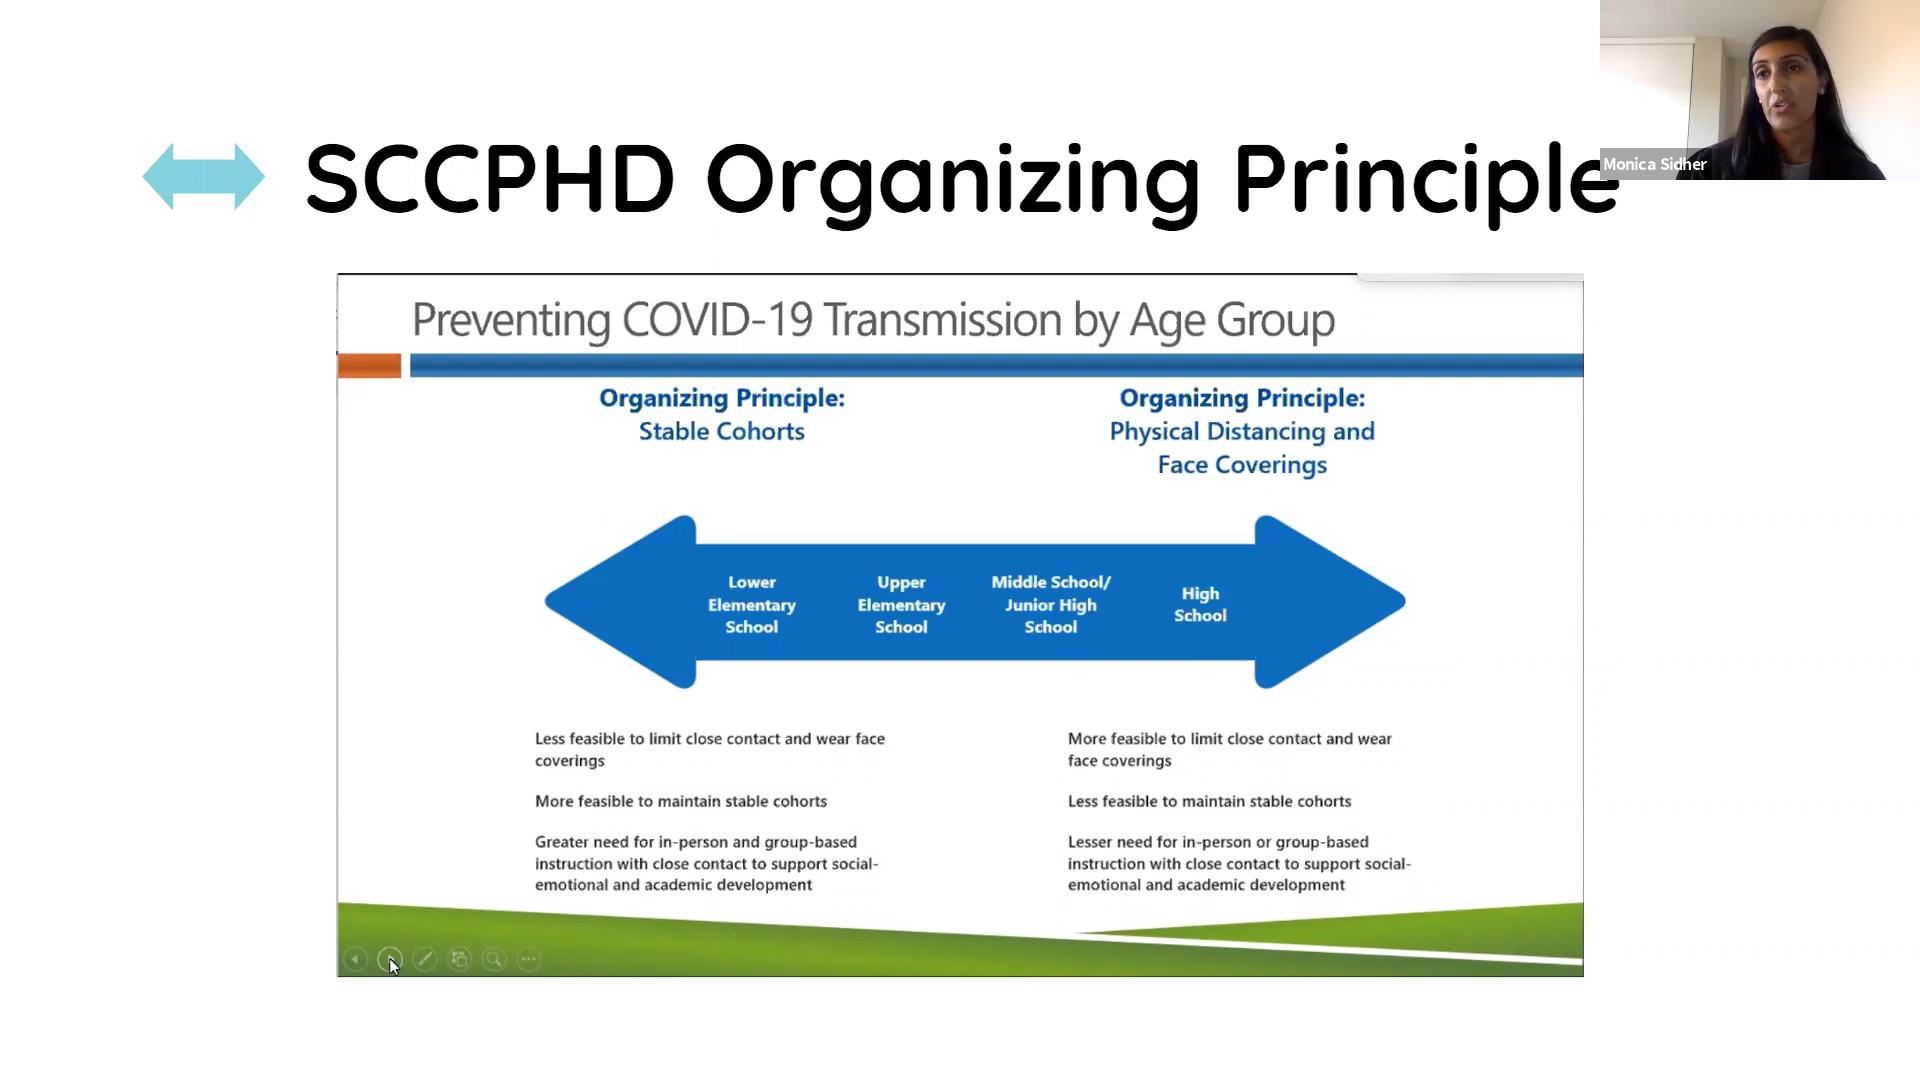 SCCPHD Organizing Principle
Monica Sidher
Preventing COVID-19 Transmission by Age Group
Organizing Principle:
Stable Cohorts
Organizing Principle:
Physical Distancing and
Face Coverings
Lower
Elementary
School
Upper
Elementary
School
Middle School/
Junior High
School
High
School
Less feasible to limit close contact and wear face
coverings
More feasible to maintain stable cohorts
Greater need for in-person and group-based
instruction with close contact to support social-
emotional and academic development
More feasible to limit close contact and wear
face coverings
Less feasible to maintain stable cohorts
Lesser need for in-person or group-based
instruction with close contact to support social-
emotional and academic development